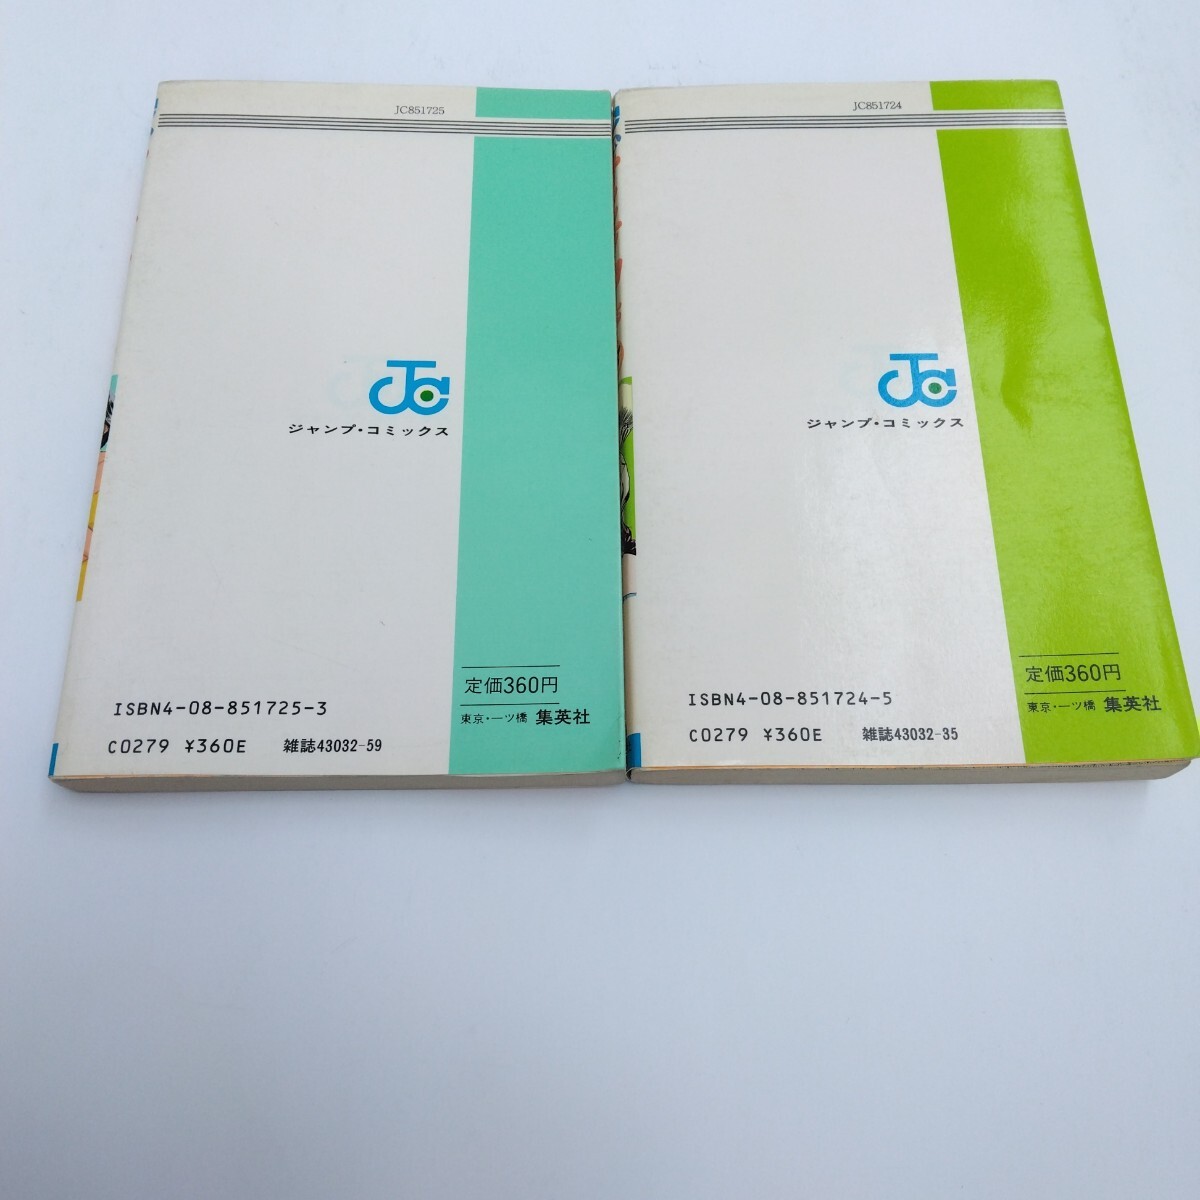 JC851725
JC
ジャンプ・コミックス
定価360円
ISBN4-08-851725-3
東京・一ツ橋 集英社
C0279 ¥360E 雑誌43032-59
JC851724
JC
ジャンプ・コミックス
定価360円
ISBN4-08-851724-5
東京・一ツ橋 集英社
C0279 ¥360E 雑誌43032-35